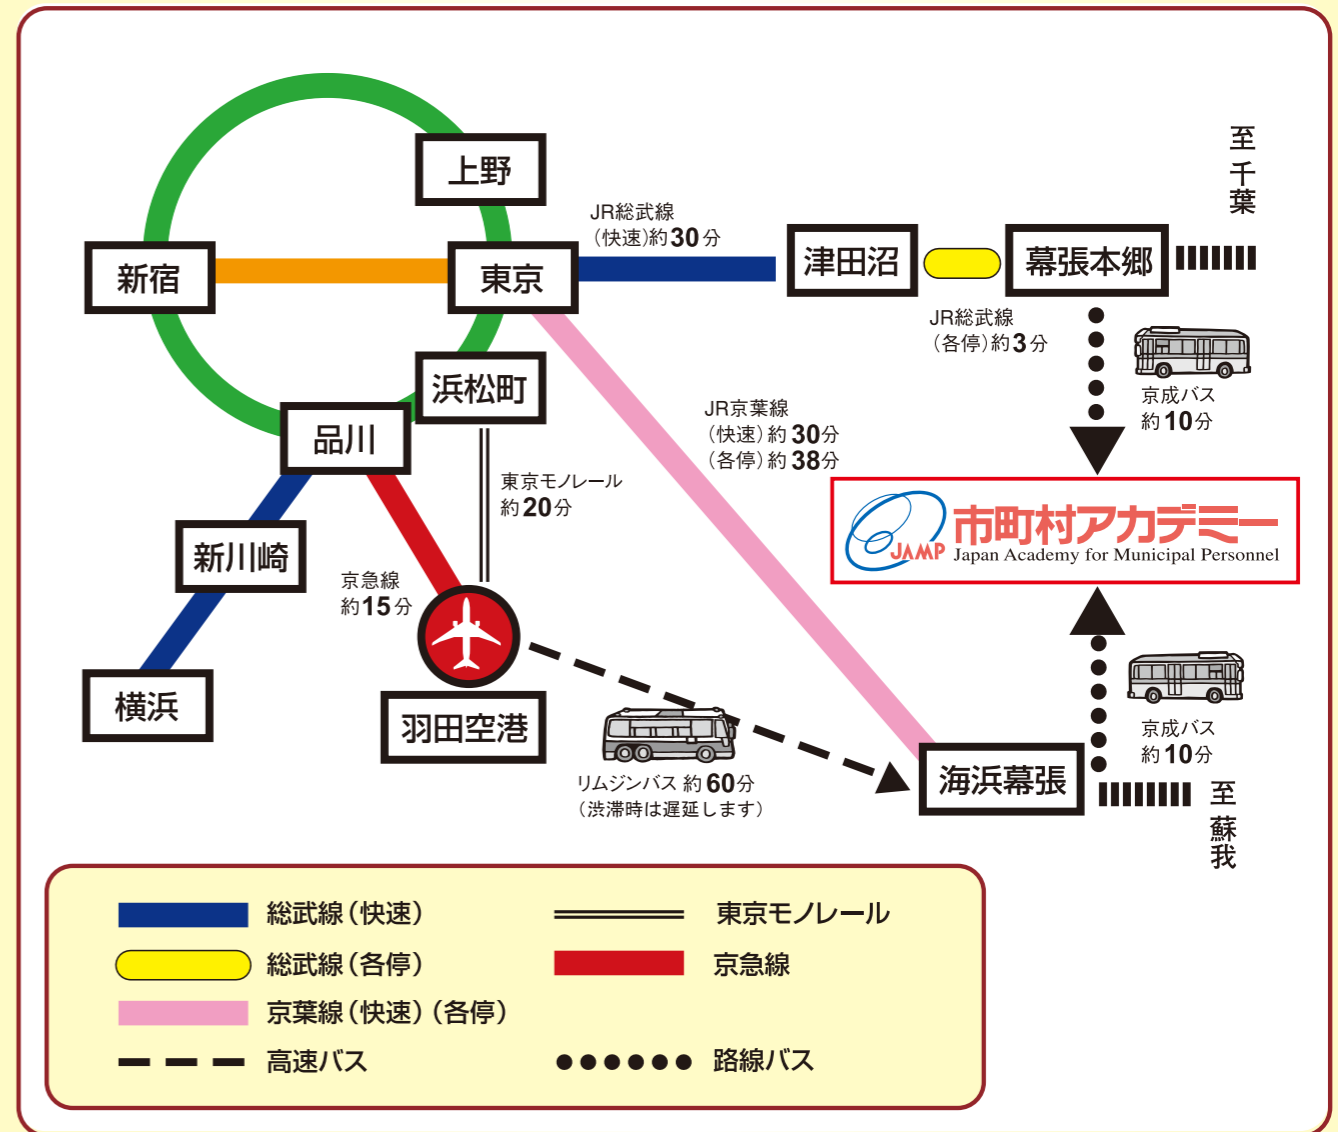 上野
新宿
東京
JR総武線
（快速）約30分
津田沼
幕張本郷
至千葉
JR総武線
（各停）約3分
京成バス
約10分
浜松町
品川
JR京葉線
（快速）約30分
（各停）約38分
東京モノレール
約20分
JAMP
市町村アカデミー
Japan Academy for Municipal Personnel
新川崎
京急線
約15分
横浜
羽田空港
リムジンバス 約60分
（渋滞時は遅延します）
海浜幕張
京成バス
約10分
至蘇我
総武線（快速）
東京モノレール
総武線（各停）
京急線
京葉線（快速）（各停）
高速バス
路線バス